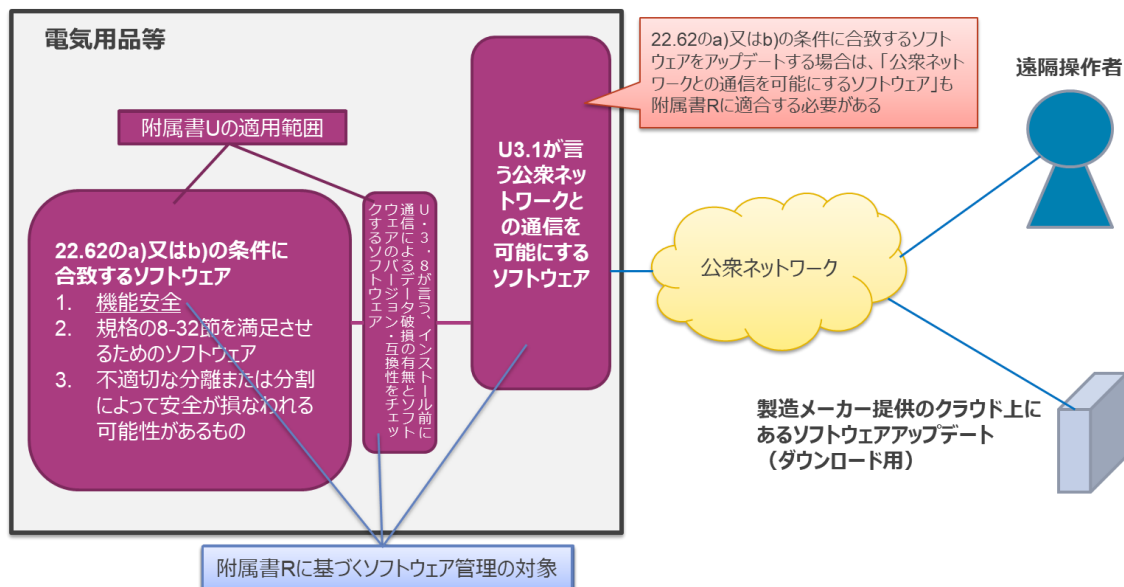 電気用品等
附属書Uの適用範囲
22.62のa)又はb)の条件に
合致するソフトウェア
1. 機能安全
2. 規格の8-32節を満足させ
るためのソフトウェア
3. 不適切な分離または分割
によって安全が損なわれる
可能性があるもの
U・3．8が言う、インストール前に
通信によるデータ破損の有無とソフト
ウェアのバージョン・互換性をチェッ
クするソフトウェア
U3.1が言
う公衆ネッ
トワークと
の通信を
可能にする
ソフトウェア
22.62のa)又はb)の条件に合致するソフト
ウェアをアップデートする場合は、「公衆ネット
ワークとの通信を可能にするソフトウェア」も
附属書Rに適合する必要がある
遠隔操作者
公衆ネットワーク
製造メーカー提供のクラウド上に
あるソフトウェアアップデート
（ダウンロード用）
附属書Rに基づくソフトウェア管理の対象